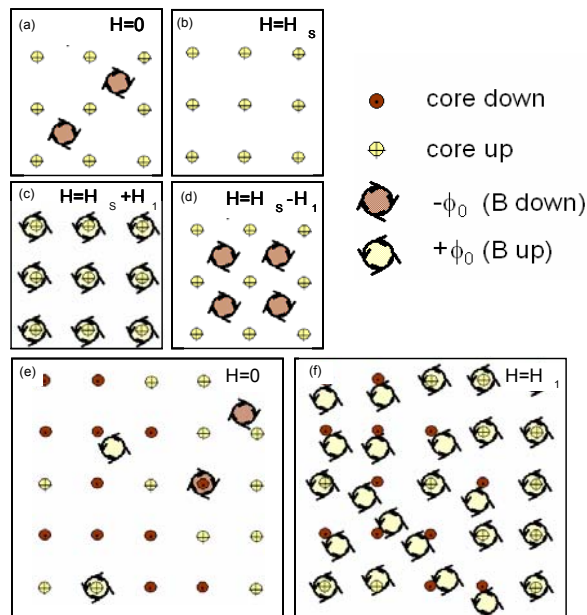 (a) H=0
(b) H=H S
(c) H=H S +H 1
(d) H=H S -H 1
core down
core up
-ϕ0 (B down)
+ϕ0 (B up)
(e) H=0
(f) H=H 1